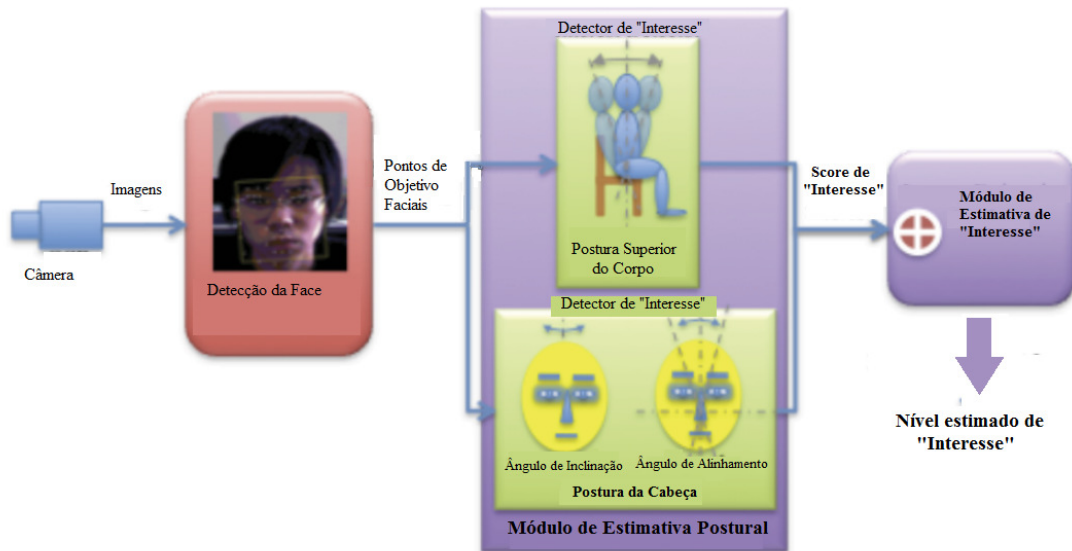 Câmera
Imagens
Detecção da Face
Pontos de
Objetivo
Faciais
Detector de "Interesse"
Postura Superior
do Corpo
Detector de "Interesse"
Ângulo de Inclinação
Ângulo de Alinhamento
Postura da Cabeça
Módulo de Estimativa Postural
Score de
"Interesse"
Módulo de
Estimativa de
"Interesse"
Nível estimado de
"Interesse"